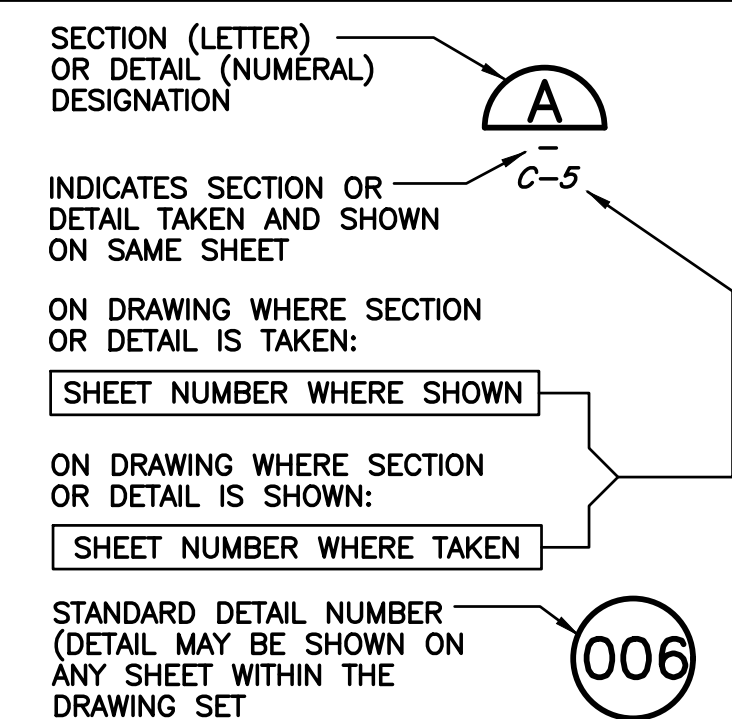 SECTION (LETTER)
OR DETAIL (NUMERAL)
DESIGNATION
A
-
C-5
INDICATES SECTION OR
DETAIL TAKEN AND SHOWN
ON SAME SHEET
ON DRAWING WHERE SECTION
OR DETAIL IS TAKEN:
SHEET NUMBER WHERE SHOWN
ON DRAWING WHERE SECTION
OR DETAIL IS SHOWN:
SHEET NUMBER WHERE TAKEN
STANDARD DETAIL NUMBER
(DETAIL MAY BE SHOWN ON
ANY SHEET WITHIN THE
DRAWING SET
006